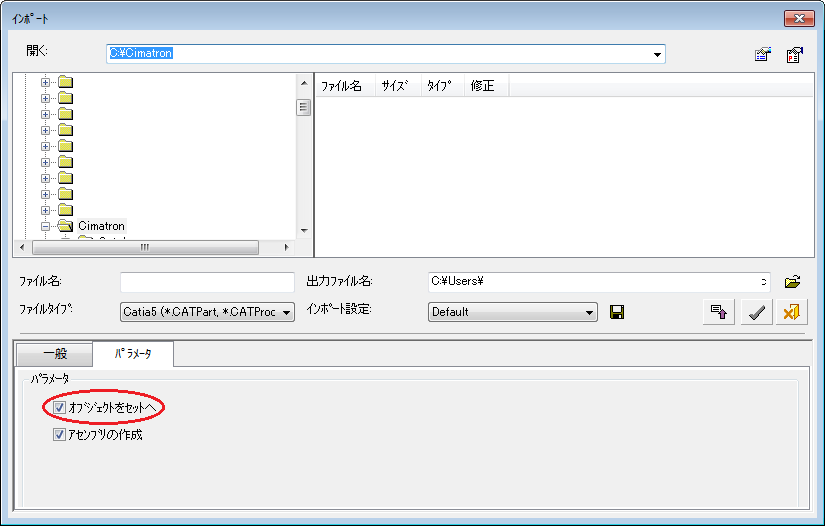 ｲﾝﾎﾟｰﾄ
開く:
C:¥Cimatron
ﾌｧｲﾙ名 ｻｲｽﾞ ﾀｲﾌﾟ 修正
Cimatron
ﾌｧｲﾙ名: 出力ﾌｧｲﾙ名: C:¥Users¥
ﾌｧｲﾙﾀｲﾌﾟ: Catia5 (*.CATPart, *.CATProc ｲﾝﾎﾟｰﾄ設定: Default
一般 ﾊﾟﾗﾒｰﾀ
ﾊﾟﾗﾒｰﾀ
ｵﾌﾞｼﾞｪｸﾄをｾｯﾄへ
ｱｾﾝﾌﾞﾘの作成